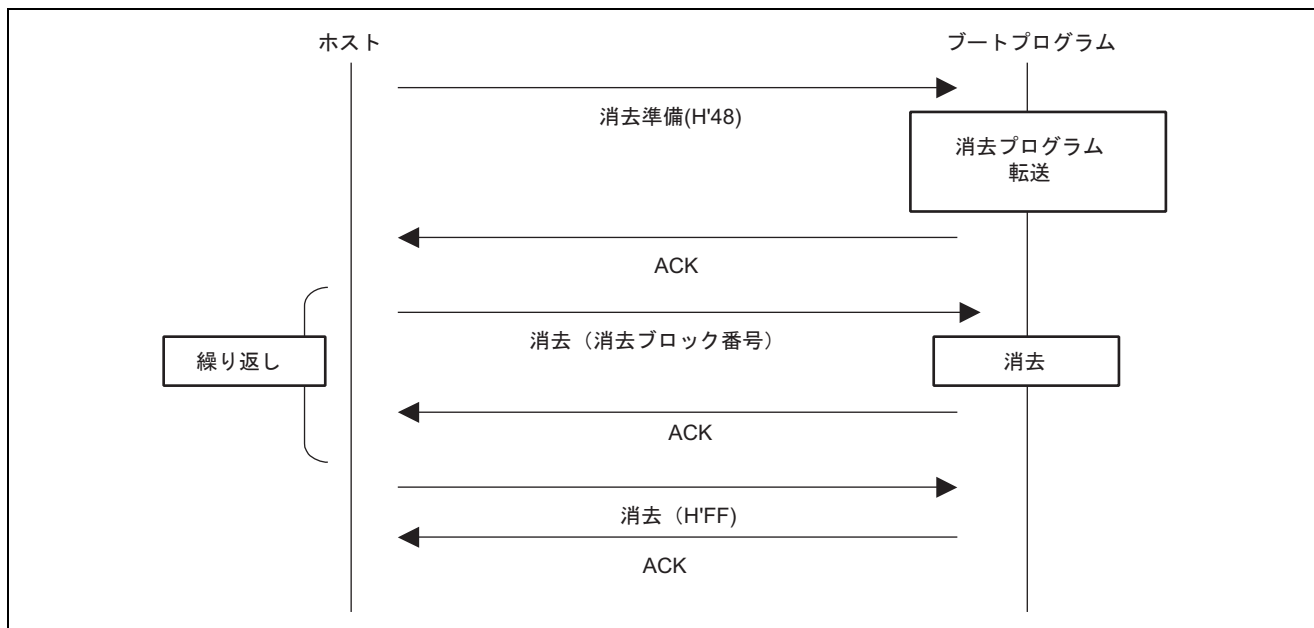 ホスト
ブートプログラム
消去準備(H'48)
消去プログラム
転送
ACK
消去（消去ブロック番号）
繰り返し
消去
ACK
消去（H'FF)
ACK